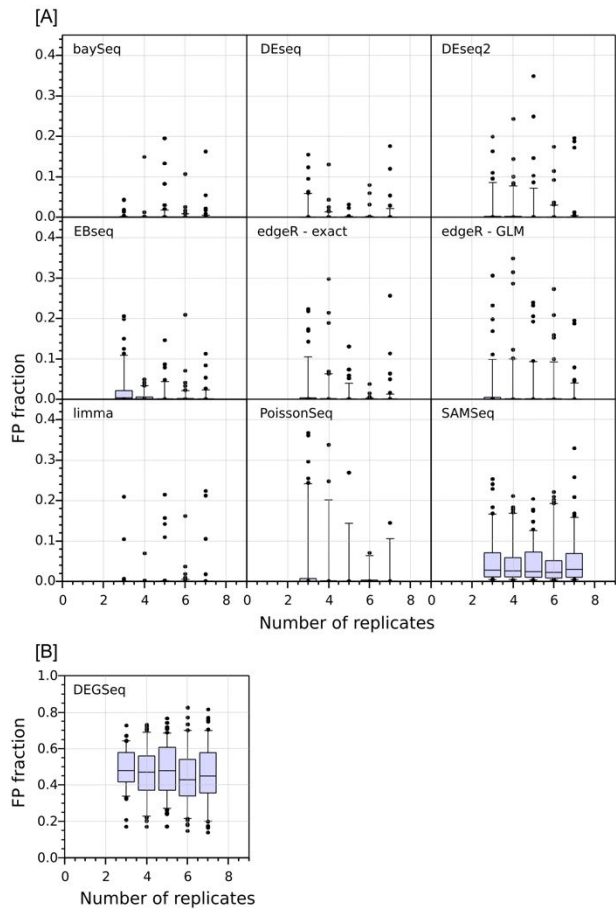 [A]
baySeq
DEseq
DEseq2
0.4
0.3
0.2
0.1
0.0
EBseq
edgeR - exact
edgeR - GLM
0.4
0.3
0.2
0.1
0.0
FP fraction
limma
PoissonSeq
SAMSeq
0.4
0.3
0.2
0.1
0.0
0 2 4 6 8 0 2 4 6 8 0 2 4 6 8
Number of replicates
[B]
DEGSeq
1.0
0.8
0.6
0.4
0.2
0.0
FP fraction
0 2 4 6 8
Number of replicates